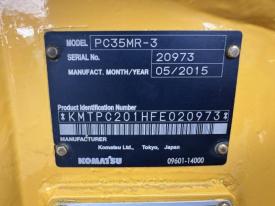 MODEL PC35MR-3
SERIAL No. 20973
MANUFACT. MONTH/YEAR 05/2015
Product Identification Number
*KMTPC201HFE020973*
MANUFACTURER
Komatsu Ltd., Tokyo, Japan
KOMATSU 09601-14000